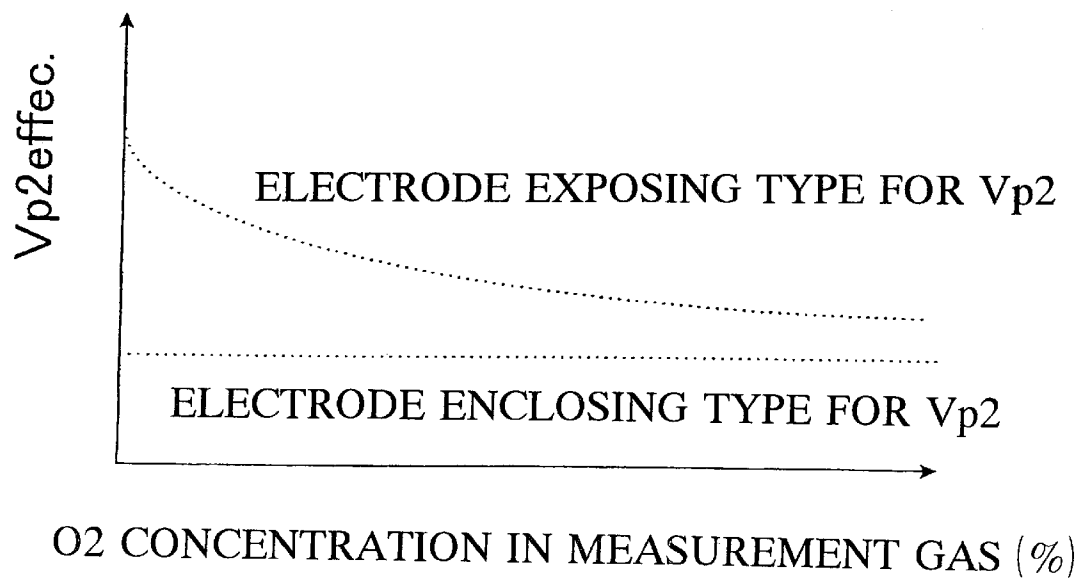 Vp2effec.
ELECTRODE EXPOSING TYPE FOR Vp2
ELECTRODE ENCLOSING TYPE FOR Vp2
O2 CONCENTRATION IN MEASUREMENT GAS (%)